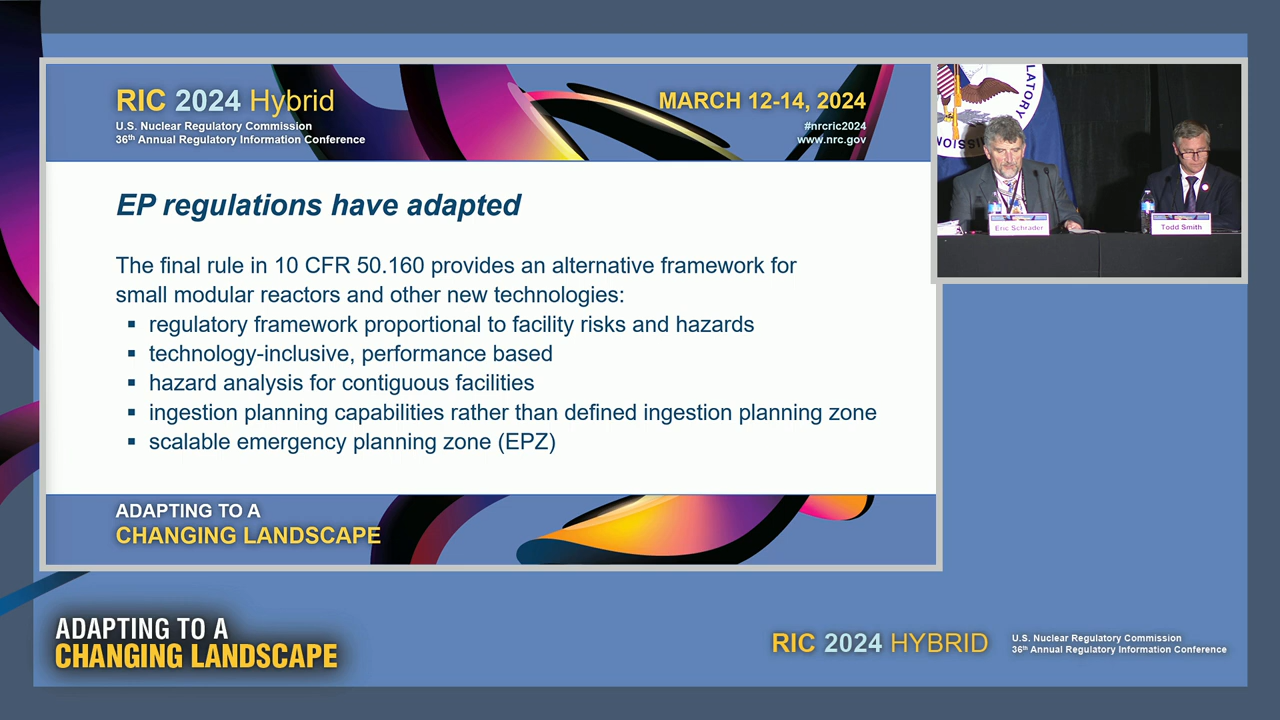 RIC 2024 Hybrid
U.S. Nuclear Regulatory Commission
36th Annual Regulatory Information Conference
MARCH 12-14, 2024
#nrcric2024
www.nrc.gov
EP regulations have adapted
The final rule in 10 CFR 50.160 provides an alternative framework for
small modular reactors and other new technologies:
▪ regulatory framework proportional to facility risks and hazards
▪ technology-inclusive, performance based
▪ hazard analysis for contiguous facilities
▪ ingestion planning capabilities rather than defined ingestion planning zone
▪ scalable emergency planning zone (EPZ)
ADAPTING TO A
CHANGING LANDSCAPE
Eric Schrader
Todd Smith
ADAPTING TO A
CHANGING LANDSCAPE
RIC 2024 HYBRID
U.S. Nuclear Regulatory Commission
36th Annual Regulatory Information Conference